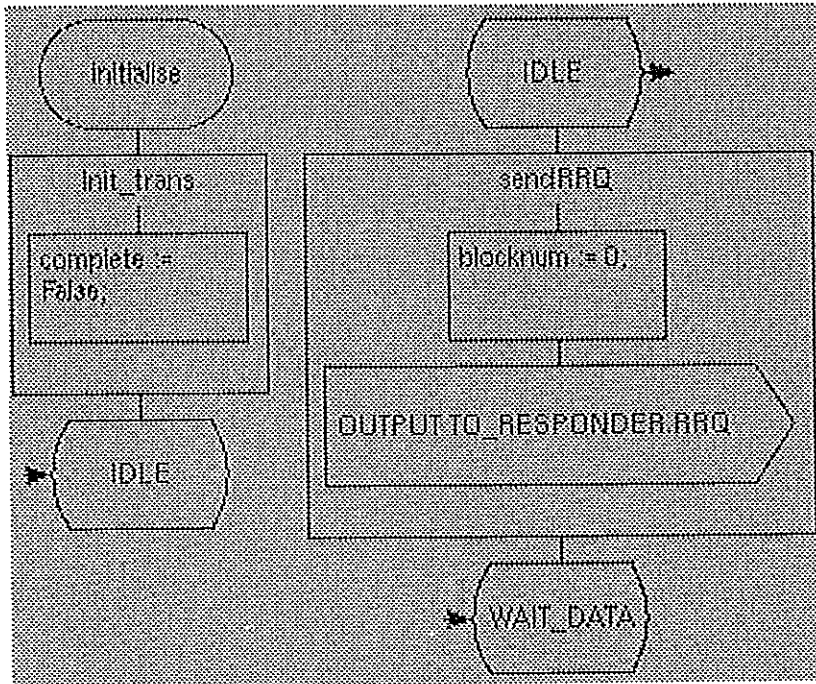 Initialise
Init_trans
complete :=
False;
IDLE
IDLE
sendRRQ
blocknum := 0;
OUTPUT TO_RESPONDER.RRQ
WAIT_DATA